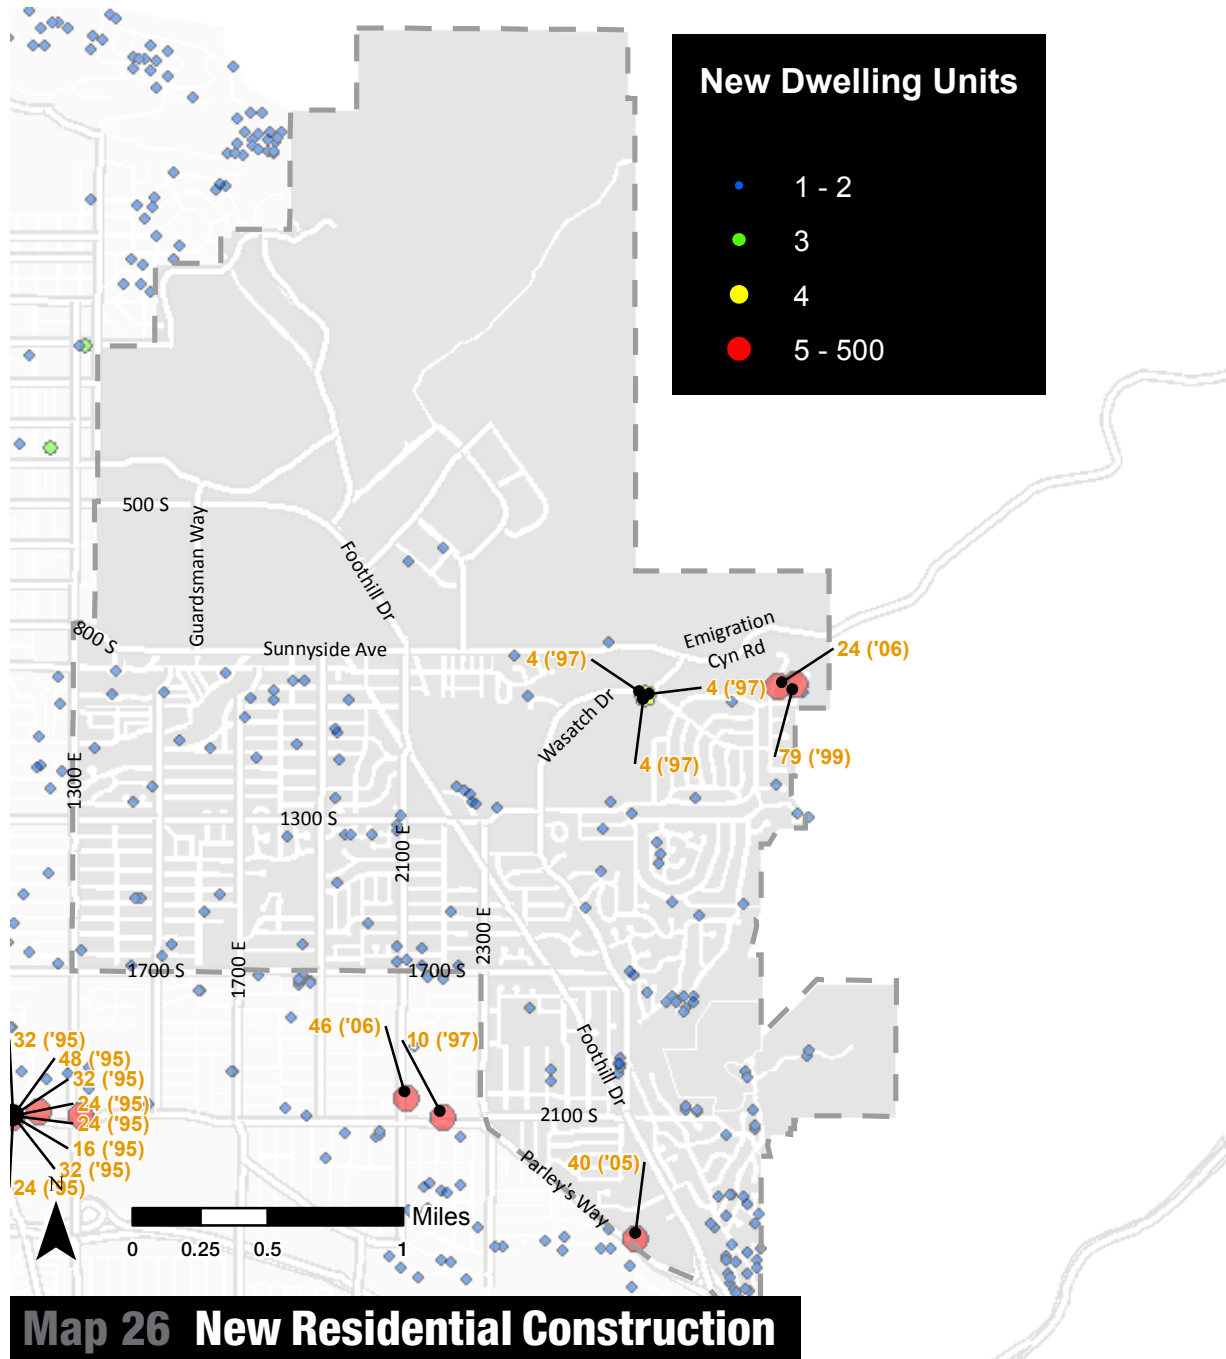 New Dwelling Units
1 - 2
3
4
5 - 500
500 S
Guardsman Way
Foothill Dr
800 S
Sunnyside Ave
Emigration
Cyn Rd
24 ('06)
4 ('97)
4 ('97)
Wasatch Dr
4 ('97)
79 ('99)
1300 E
1300 S
2100 E
2300 E
1700 S
1700 E
1700 S
46 ('06)
10 ('97)
32 ('95)
48 ('95)
32 ('95)
24 ('95)
24 ('95)
16 ('95)
32 ('95)
24 ('95)
Foothill Dr
2100 S
40 ('05)
Parley's Way
N
Miles
0 0.25 0.5 1
Map 26 New Residential Construction